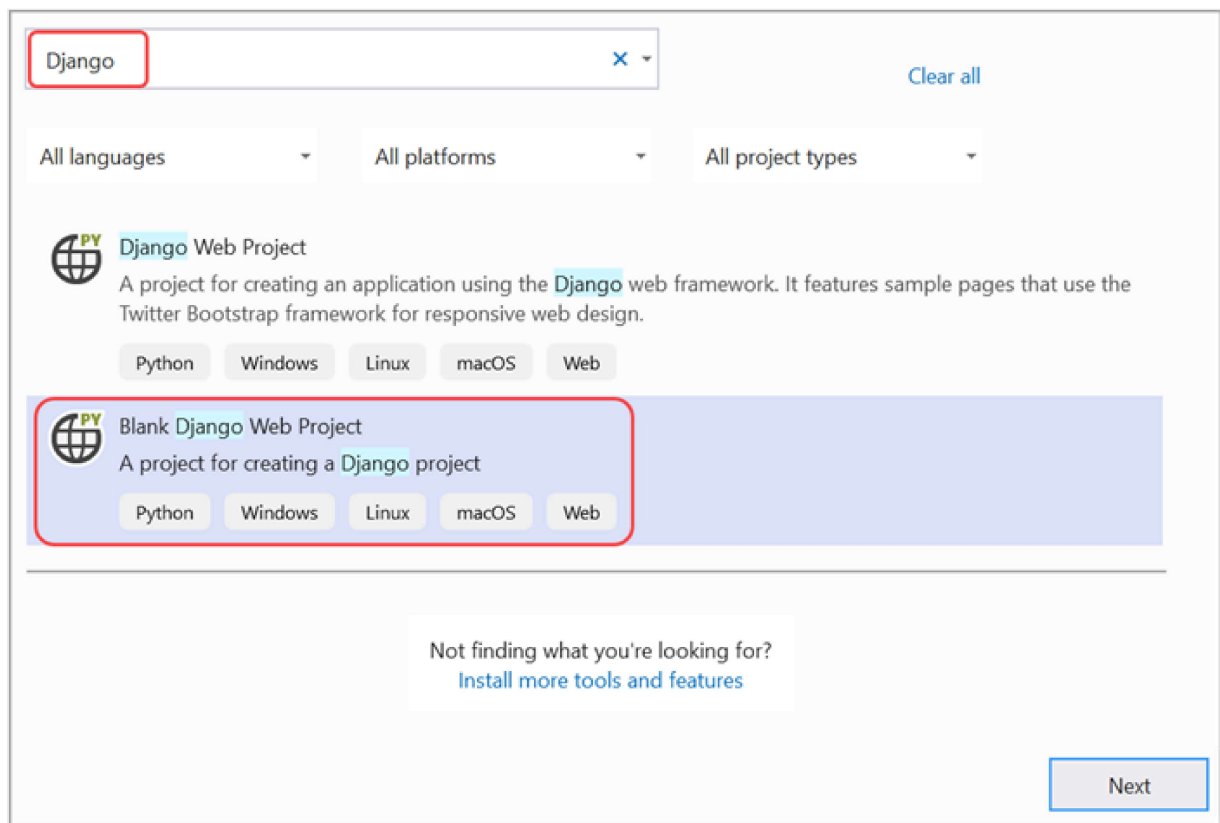 Django
Clear all
All languages
All platforms
All project types
PY
Django Web Project
A project for creating an application using the Django web framework. It features sample pages that use the
Twitter Bootstrap framework for responsive web design.
Python Windows Linux macOS Web
PY
Blank Django Web Project
A project for creating a Django project
Python Windows Linux macOS Web
Not finding what you're looking for?
Install more tools and features
Next